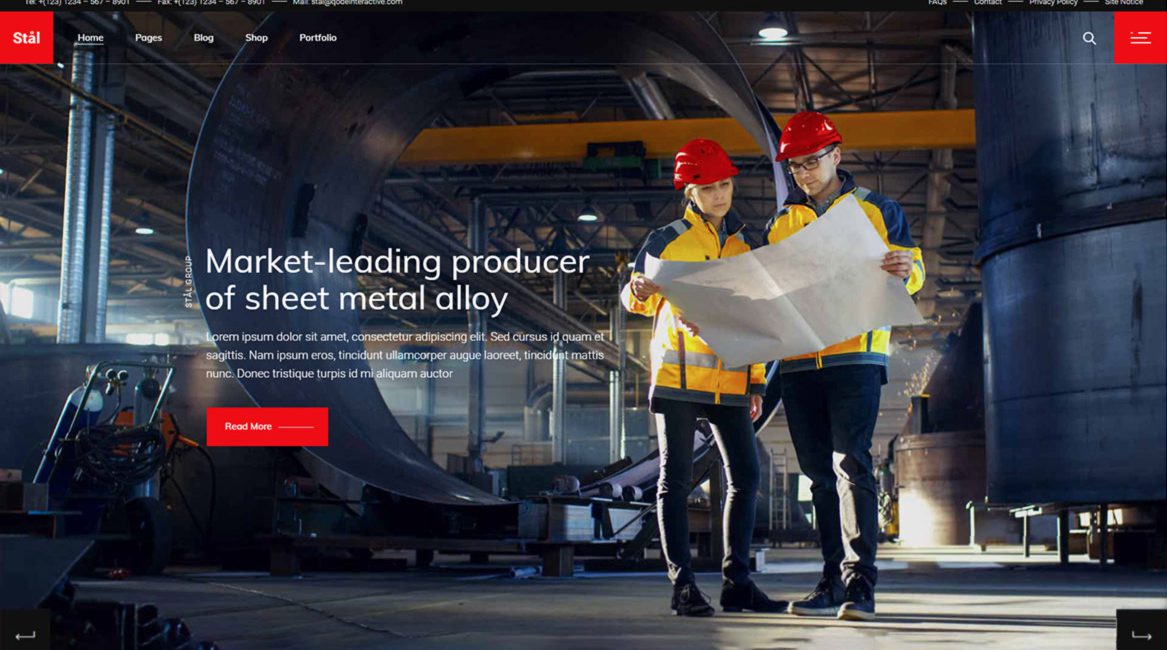 Tel: +(123) 1234 – 567 – 8901 Fax: +(123) 1234 – 567 – 8901 Mail: stal@qodeinteractive.com FAQs Contact Privacy Policy Site Notice
Stål Home Pages Blog Shop Portfolio
STÅL GROUP
Market-leading producer
of sheet metal alloy
Lorem ipsum dolor sit amet, consectetur adipiscing elit. Sed cursus id quam et
sagittis. Nam ipsum eros, tincidunt ullamcorper augue laoreet, tincidunt mattis
nunc. Donec tristique turpis id mi aliquam auctor
Read More